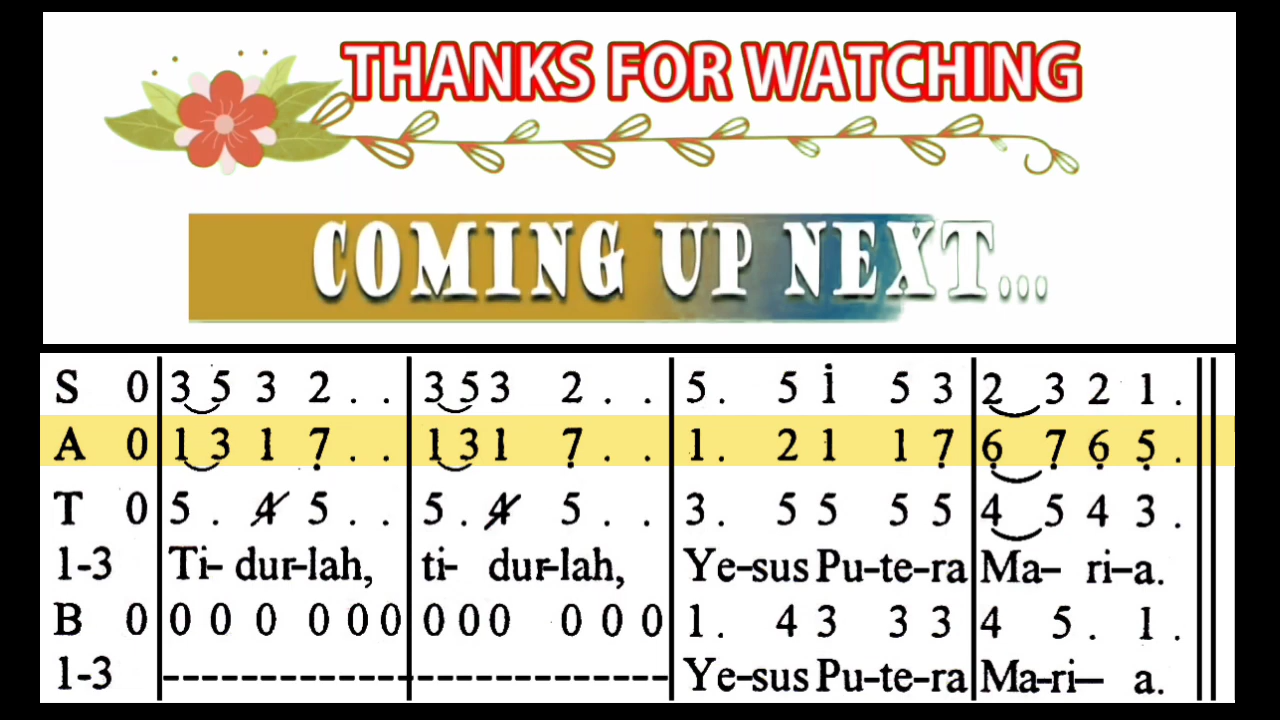 THANKS FOR WATCHING
COMING UP NEXT...
S 0 | 3 5 3 2 . . | 3 5 3 2 . . | 5 . 5 i 5 3 | 2 3 2 1 . ||
A 0 | 1 3 1 7̣ . . | 1 3 1 7̣ . . | 1 . 2 1 1 7̣ | 6̣ 7̣ 6̣ 5̣ . ||
T 0 | 5 . 4̸ 5 . . | 5 . 4̸ 5 . . | 3 . 5 5 5 5 | 4 5 4 3 . ||
1-3 | Ti- dur-lah, | ti- dur-lah, | Ye-sus Pu-te-ra | Ma- ri-a. ||
B 0 | 0 0 0 0 0 0 | 0 0 0 0 0 0 | 1 . 4 3 3 3 | 4 5 . 1 . ||
1-3 | ------------ | ------------ | Ye-sus Pu-te-ra | Ma-ri- a. ||